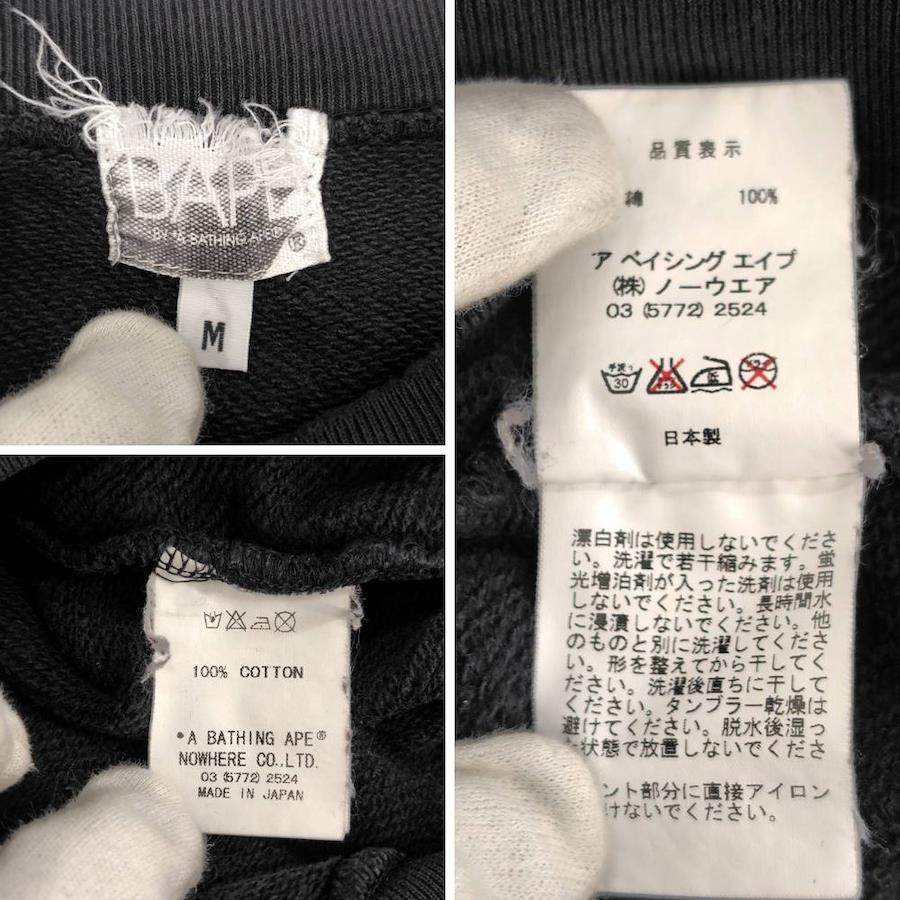 BAPE
BY A BATHING APE
®
M
100% COTTON
*A BATHING APE®
NOWHERE CO.,LTD.
03 (5772) 2524
MADE IN JAPAN
品質表示
綿 100%
ア ベイシング エイプ
(株) ノーウエア
03 (5772) 2524
手洗イ
30
日本製
漂白剤は使用しないでくださ
い。洗濯で若干縮みます。蛍
光増泊剤が入った洗剤は使用
しないでください。長時間水
に浸漬しないでください。他
のものと別に洗濯してくださ
い。形を整えてから干してく
ださい。洗濯後直ちに干して
ください。タンブラー乾燥は
避けてください。脱水後湿っ
た状態で放置しないでくださ
ント部分に直接アイロン
けないでください。